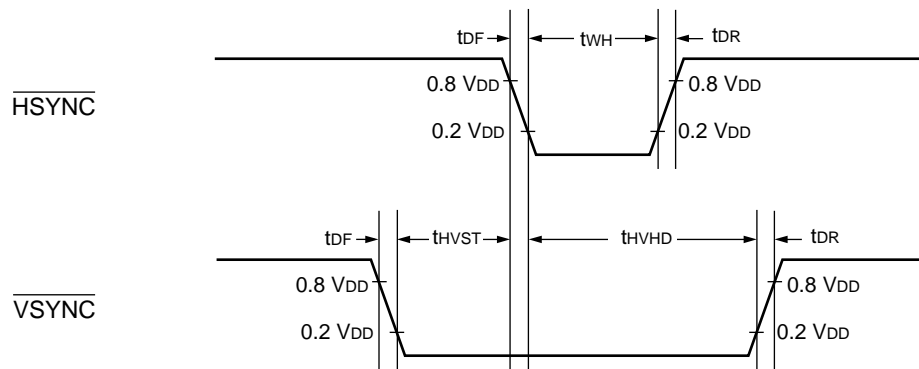 tDF tWH tDR
HSYNC
0.8 VDD 0.8 VDD
0.2 VDD 0.2 VDD
tDF tHVST tHVHD tDR
VSYNC
0.8 VDD 0.8 VDD
0.2 VDD 0.2 VDD